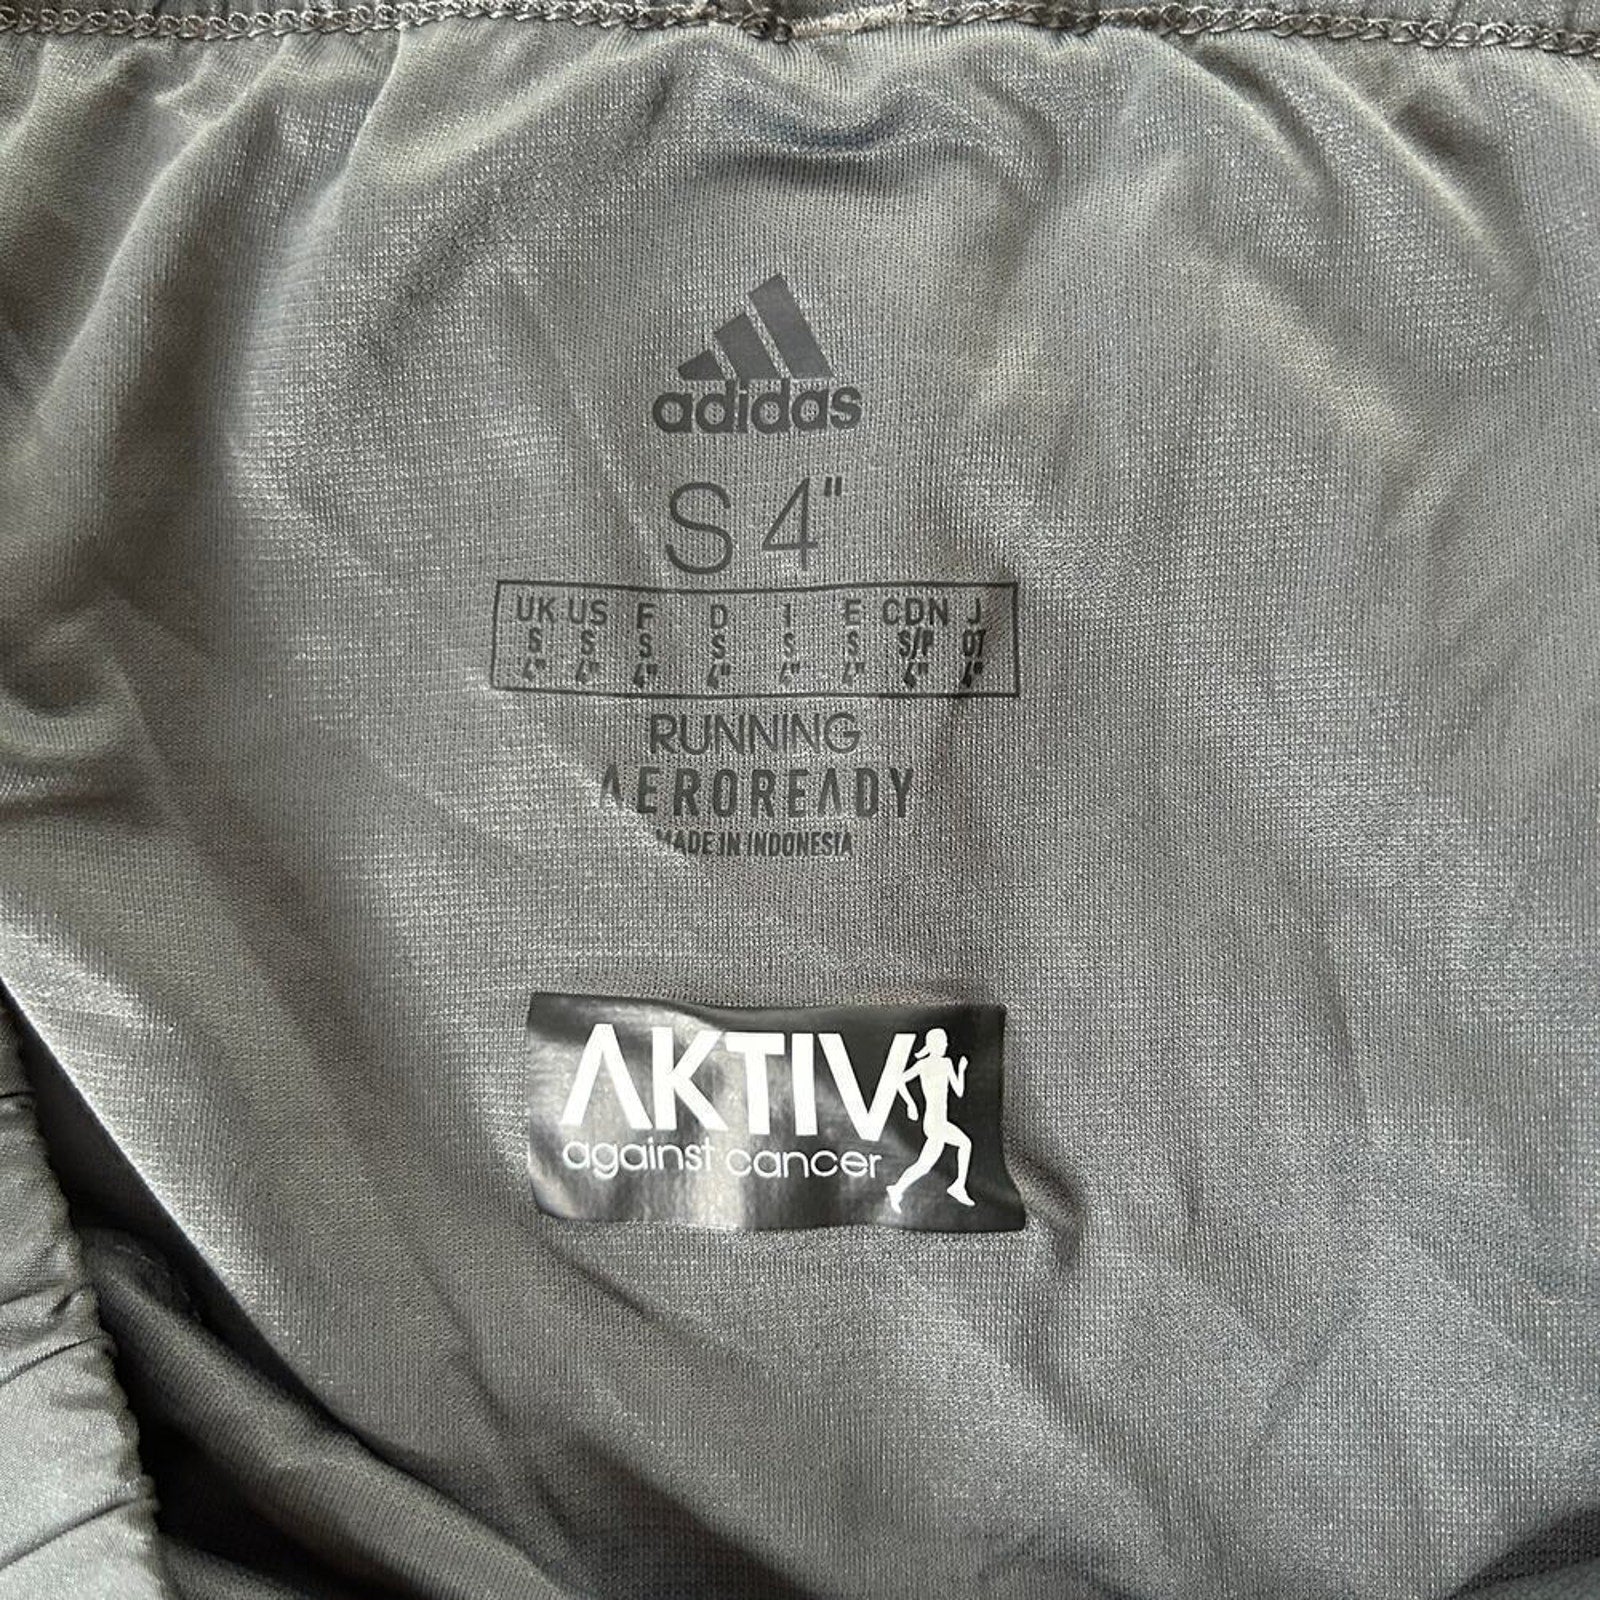 adidas
S 4"
UK US F D I E CDN J
S S S S S S S/P OT
4" 4" 4" 4" 4" 4" 4" 4"
RUNNING
AEROREADY
MADE IN INDONESIA
AKTIV
against cancer